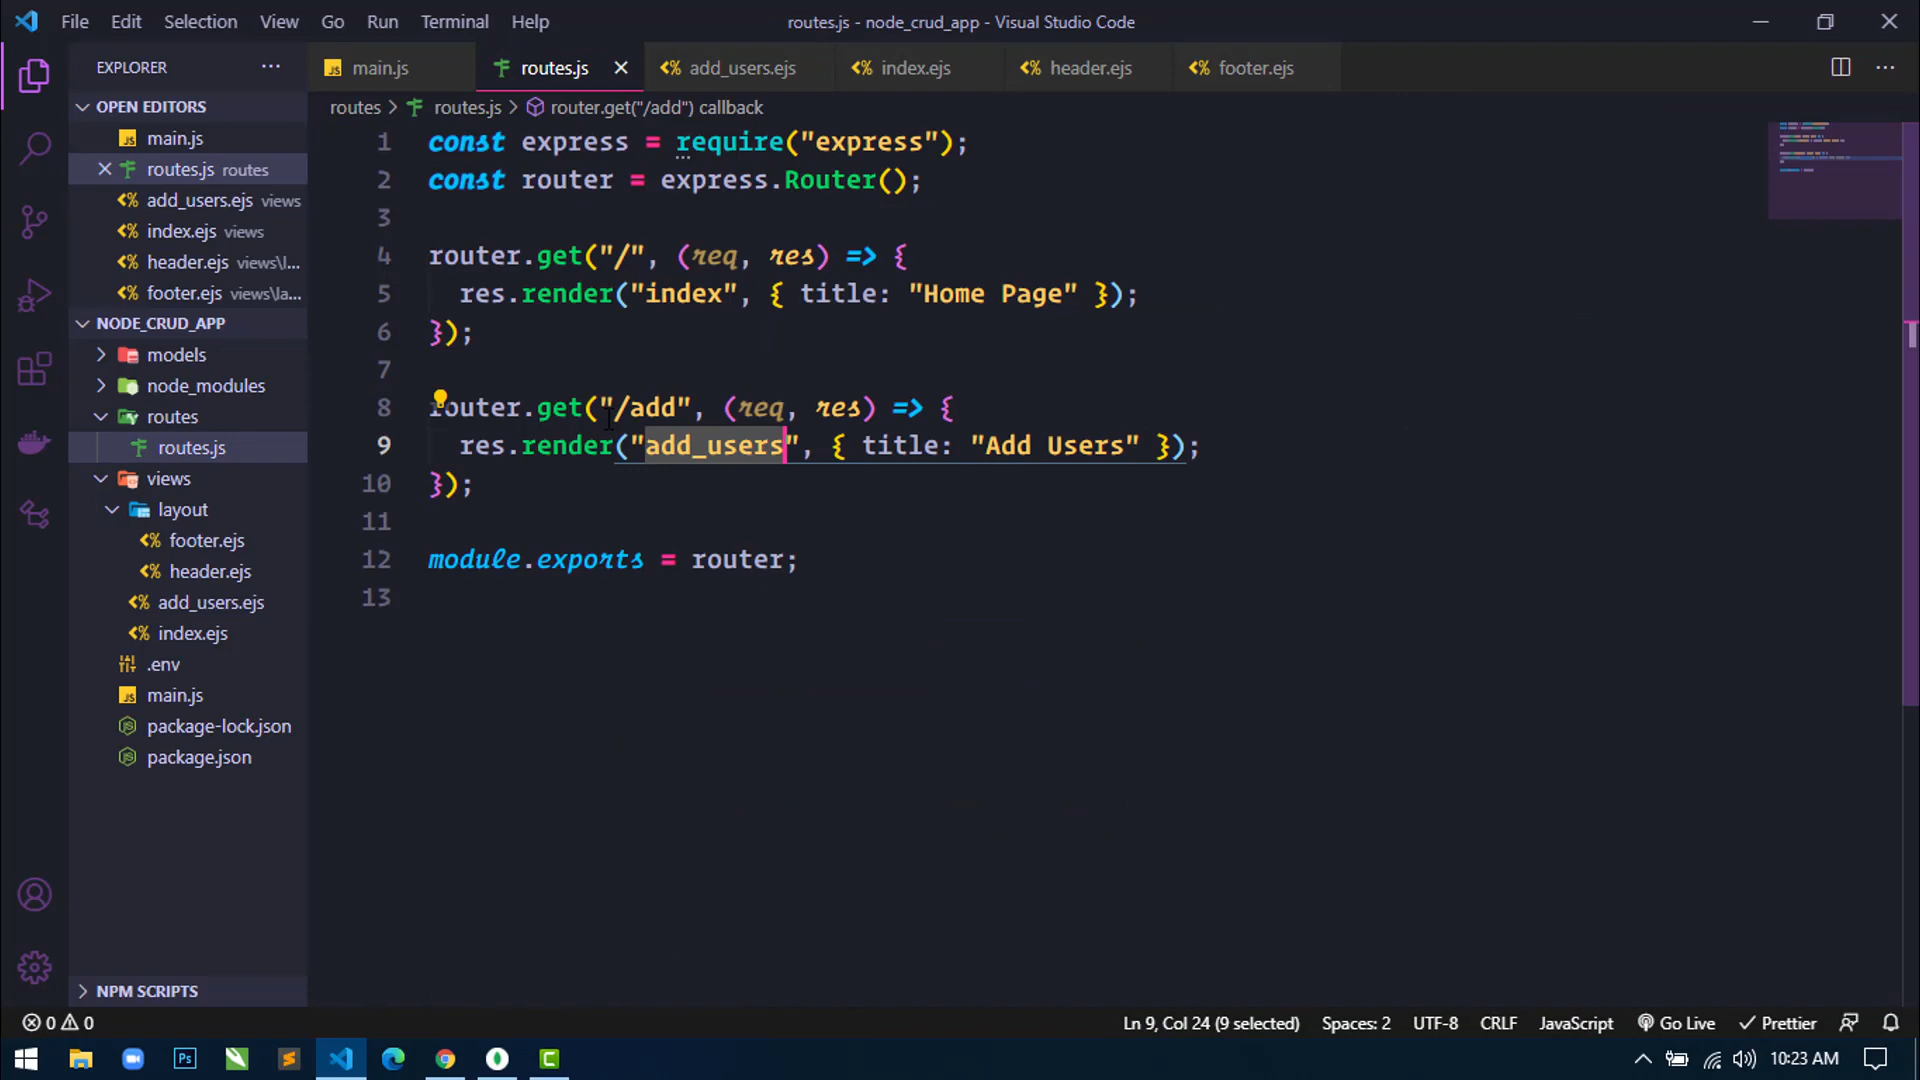 File Edit Selection View Go Run Terminal Help
routes.js - node_crud_app - Visual Studio Code
EXPLORER
OPEN EDITORS
main.js
routes.js routes
add_users.ejs views
index.ejs views
header.ejs views\l...
footer.ejs views\la...
NODE_CRUD_APP
models
node_modules
routes
routes.js
views
layout
footer.ejs
header.ejs
add_users.ejs
index.ejs
.env
main.js
package-lock.json
package.json
NPM SCRIPTS
main.js routes.js add_users.ejs index.ejs header.ejs footer.ejs
routes > routes.js > router.get("/add") callback
1 const express = require("express");
2 const router = express.Router();
3
4 router.get("/", (req, res) => {
5 res.render("index", { title: "Home Page" });
6 });
7
8 router.get("/add", (req, res) => {
9 res.render("add_users", { title: "Add Users" });
10 });
11
12 module.exports = router;
13
0 0
Ln 9, Col 24 (9 selected) Spaces: 2 UTF-8 CRLF JavaScript Go Live Prettier
Ps
10:23 AM